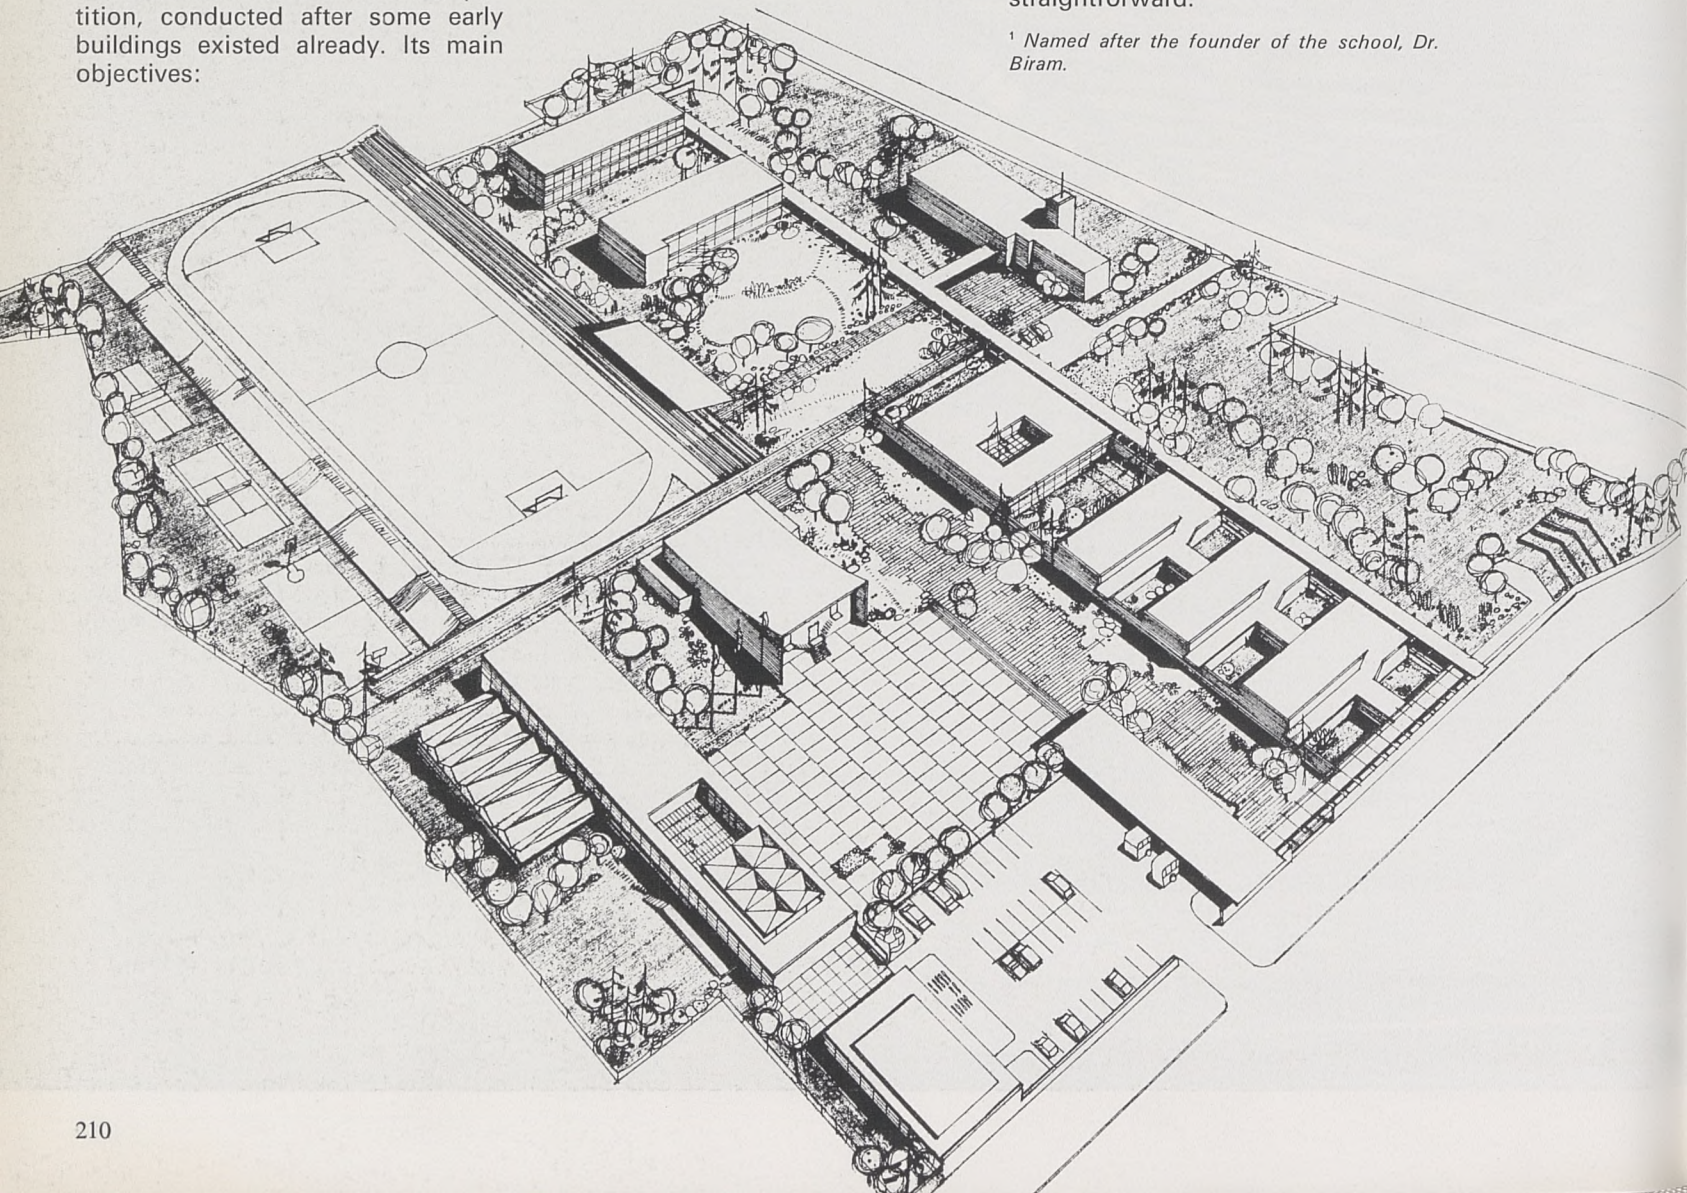 tition, conducted after some early
buildings existed already. Its main
objectives:
straightforward.
¹ Named after the founder of the school, Dr.
Biram.
210